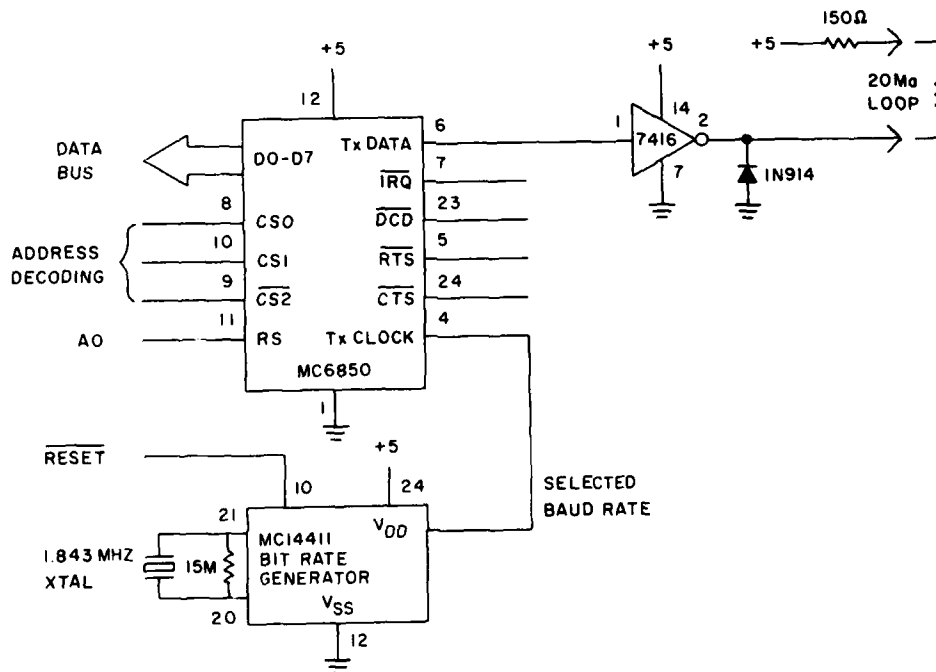 150Ω
+5
+5
+5
20Ma
LOOP
12
14
6
1
7416
2
DATA
BUS
D0-D7
Tx DATA
7
7
IRQ
1N914
8
23
CS0
DCD
ADDRESS
DECODING
10
5
CS1
RTS
9
24
CS2
CTS
11
4
A0
RS
Tx CLOCK
MC6850
1
RESET
+5
10
24
SELECTED
BAUD RATE
21
VDD
1.843 MHZ
XTAL
15M
MC14411
BIT RATE
GENERATOR
VSS
20
12